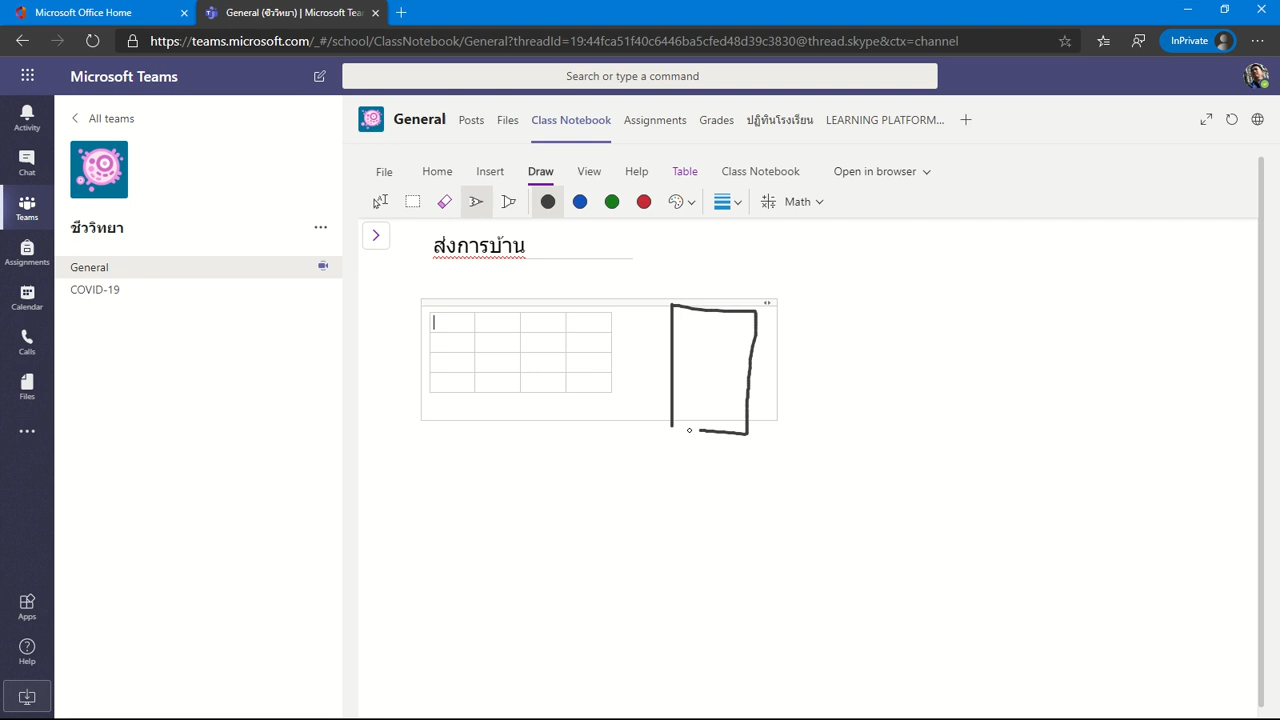 Microsoft Office Home
General (ชีววิทยา) | Microsoft Tea
https://teams.microsoft.com/_#/school/ClassNotebook/General?threadId=19:44fca51f40c6446ba5cfed48d39c3830@thread.skype&ctx=channel
InPrivate
Microsoft Teams
Search or type a command
Activity
Chat
Teams
Assignments
Calendar
Calls
Files
Apps
Help
All teams
ชีววิทยา
General
COVID-19
General Posts Files Class Notebook Assignments Grades ปฏิทินโรงเรียน LEARNING PLATFORM...
File Home Insert Draw View Help Table Class Notebook Open in browser
Math
ส่งการบ้าน